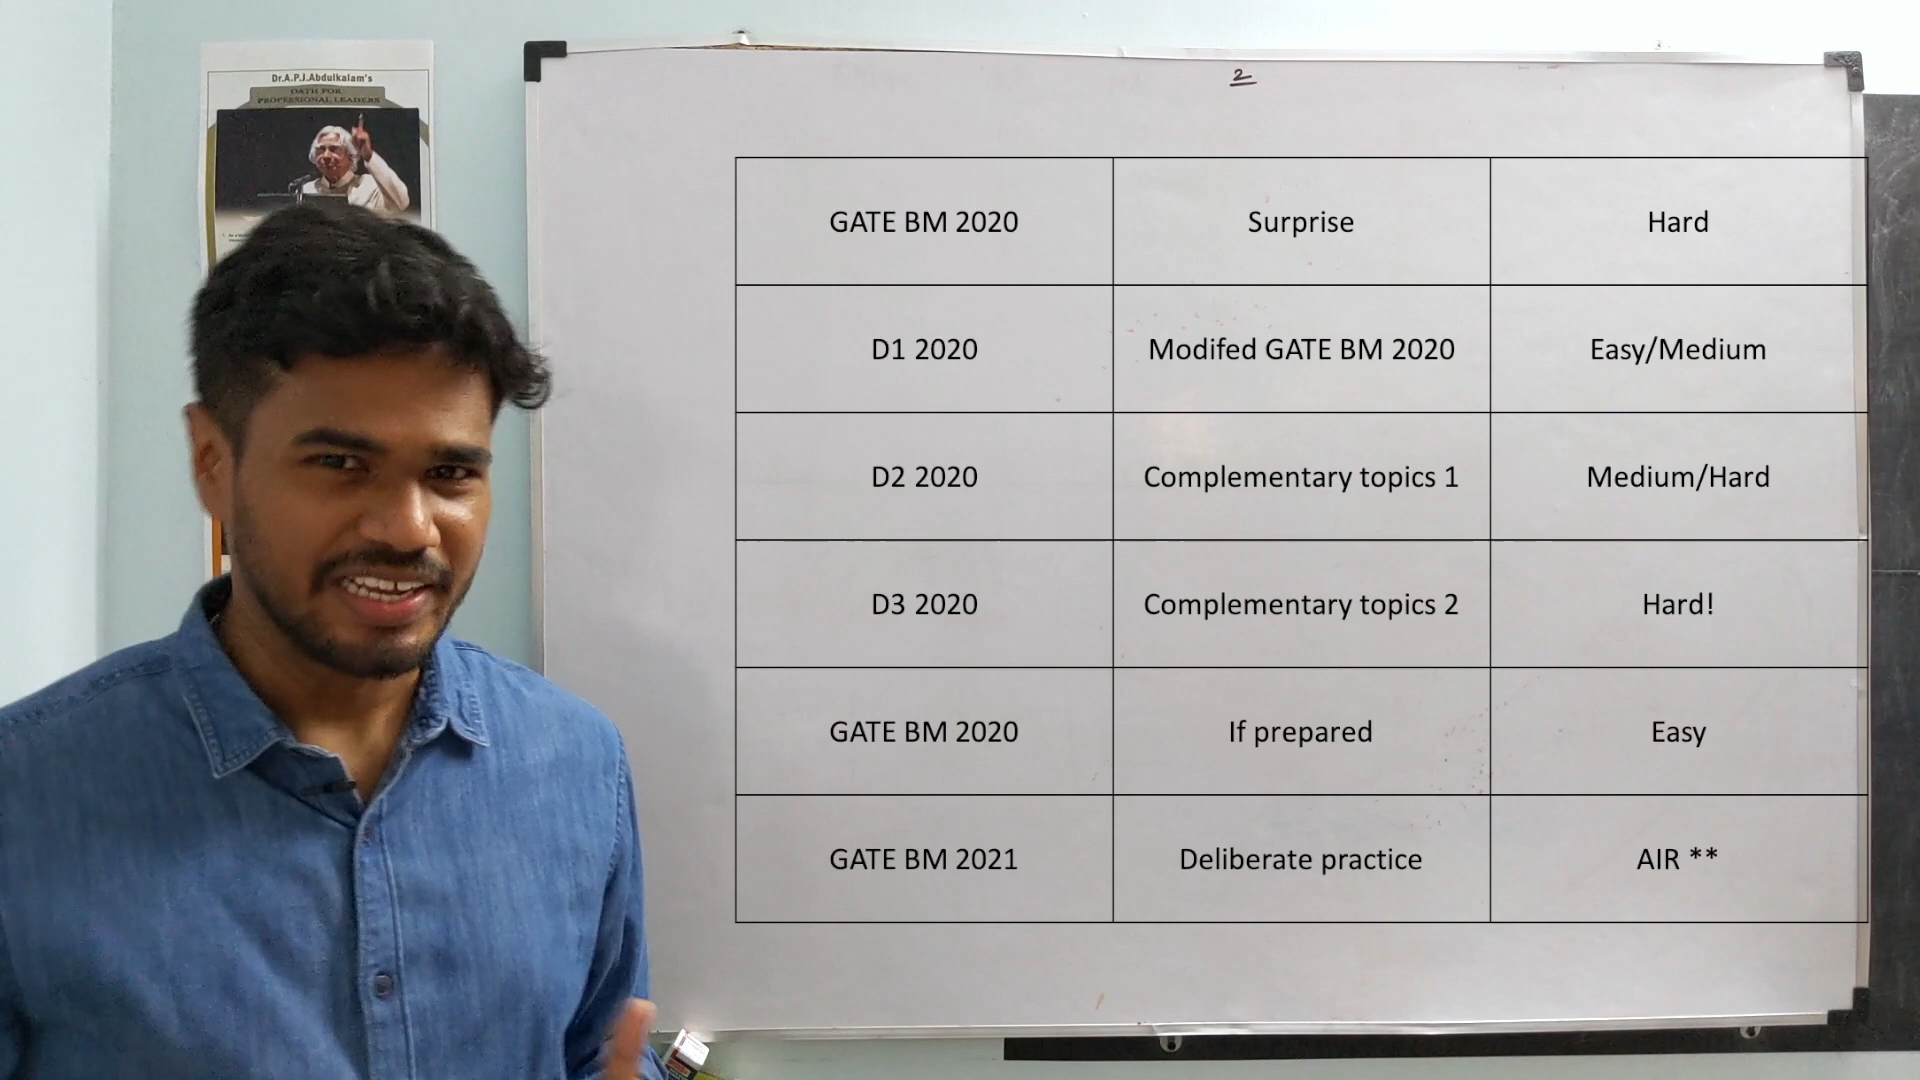 Dr.A.P.J.Abdulkalam's
OATH FOR
PROFESSIONAL LEADERS
2
GATE BM 2020 Surprise Hard
D1 2020 Modifed GATE BM 2020 Easy/Medium
D2 2020 Complementary topics 1 Medium/Hard
D3 2020 Complementary topics 2 Hard!
GATE BM 2020 If prepared Easy
GATE BM 2021 Deliberate practice AIR **